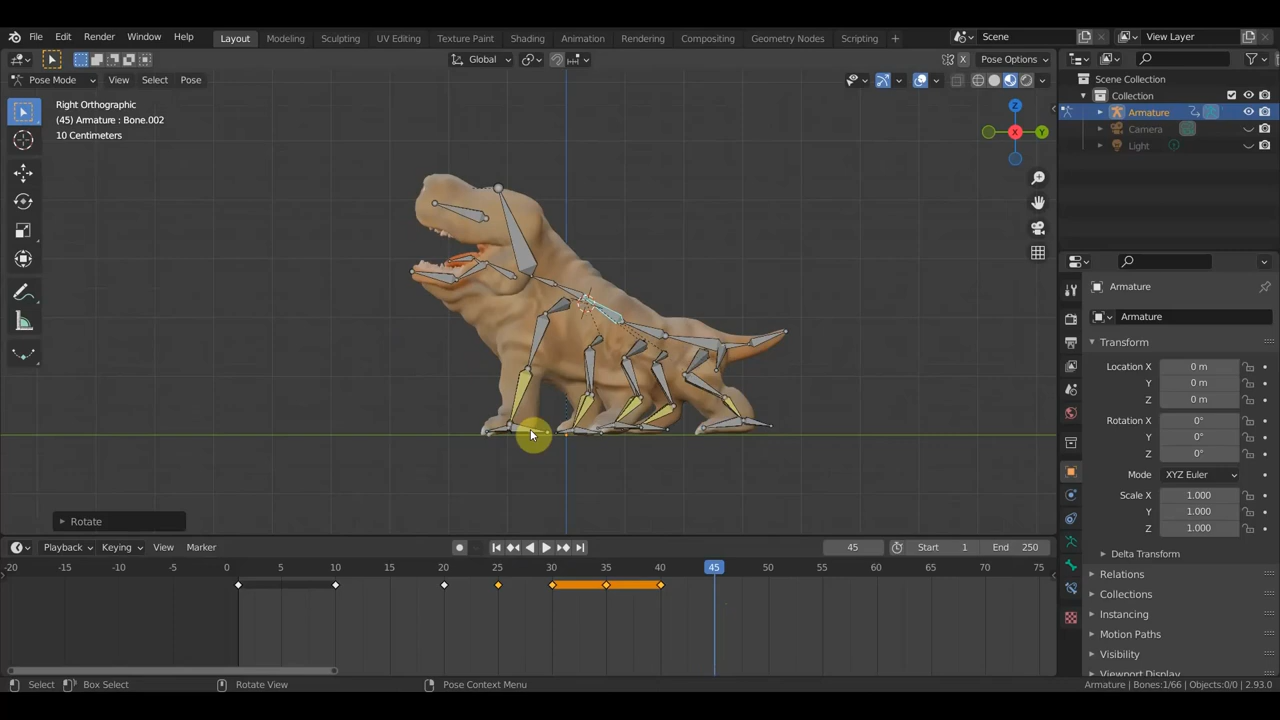 File Edit Render Window Help Layout Modeling Sculpting UV Editing Texture Paint Shading Animation Rendering Compositing Geometry Nodes Scripting + Scene View Layer
Global X Pose Options
Pose Mode View Select Pose
Right Orthographic
(45) Armature : Bone.002
10 Centimeters
Z
X
Y
Scene Collection
Collection
Armature
Camera
Light
Armature
Armature
Transform
Location X 0 m
Y 0 m
Z 0 m
Rotation X 0°
Y 0°
Z 0°
Mode XYZ Euler
Scale X 1.000
Y 1.000
Z 1.000
Delta Transform
Relations
Collections
Instancing
Motion Paths
Visibility
Viewport Display
Rotate
Playback Keying View Marker 45 Start 1 End 250
-20 -15 -10 -5 0 5 10 15 20 25 30 35 40 45 50 55 60 65 70 75
Select Box Select Rotate View Pose Context Menu Armature | Bones:1/66 | Objects:0/0 | 2.93.0